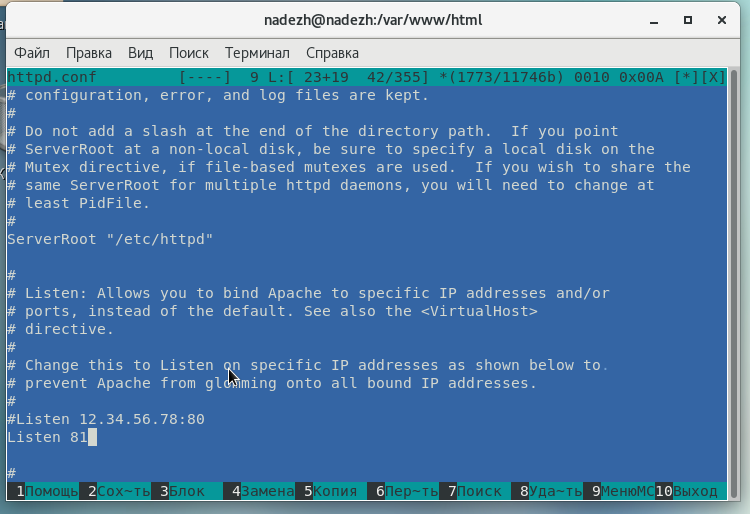 nadezh@nadezh:/var/www/html
Файл Правка Вид Поиск Терминал Справка
httpd.conf [----] 9 L:[ 23+19 42/355] *(1773/11746b) 0010 0x00A [*][X]
# configuration, error, and log files are kept.
#
# Do not add a slash at the end of the directory path. If you point
# ServerRoot at a non-local disk, be sure to specify a local disk on the
# Mutex directive, if file-based mutexes are used. If you wish to share the
# same ServerRoot for multiple httpd daemons, you will need to change at
# least PidFile.
#
ServerRoot "/etc/httpd"
#
# Listen: Allows you to bind Apache to specific IP addresses and/or
# ports, instead of the default. See also the <VirtualHost>
# directive.
#
# Change this to Listen on specific IP addresses as shown below to.
# prevent Apache from glomming onto all bound IP addresses.
#
#Listen 12.34.56.78:80
Listen 81
#
1Помощь 2Сох~ть 3Блок 4Замена 5Копия 6Пер~ть 7Поиск 8Уда~ть 9МенюMC 10Выход